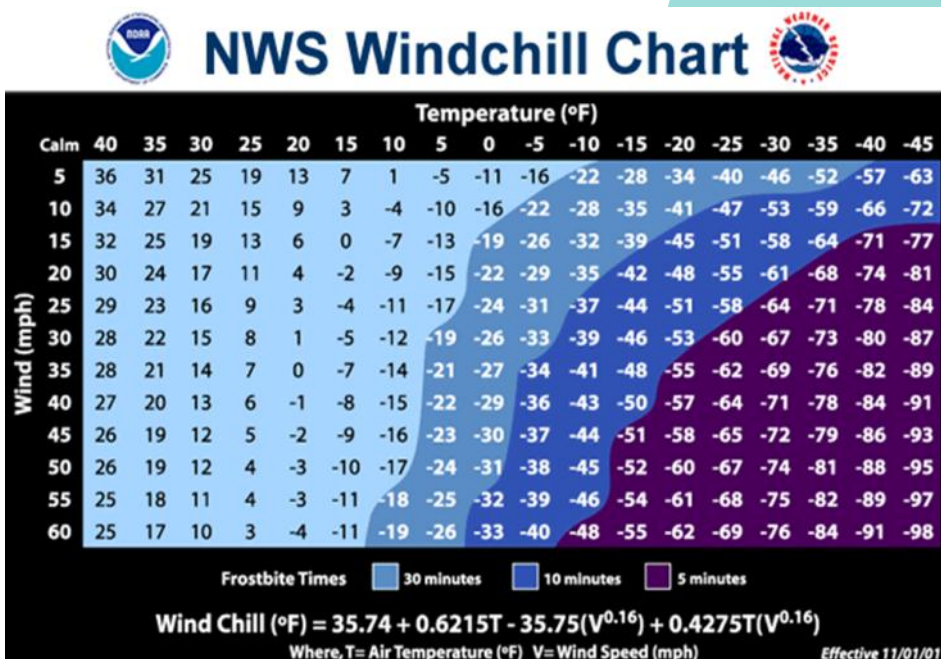 NOAA
NWS Windchill Chart
NATIONAL WEATHER SERVICE
Temperature (ºF)
Calm 40 35 30 25 20 15 10 5 0 -5 -10 -15 -20 -25 -30 -35 -40 -45
5 36 31 25 19 13 7 1 -5 -11 -16 -22 -28 -34 -40 -46 -52 -57 -63
10 34 27 21 15 9 3 -4 -10 -16 -22 -28 -35 -41 -47 -53 -59 -66 -72
15 32 25 19 13 6 0 -7 -13 -19 -26 -32 -39 -45 -51 -58 -64 -71 -77
20 30 24 17 11 4 -2 -9 -15 -22 -29 -35 -42 -48 -55 -61 -68 -74 -81
25 29 23 16 9 3 -4 -11 -17 -24 -31 -37 -44 -51 -58 -64 -71 -78 -84
30 28 22 15 8 1 -5 -12 -19 -26 -33 -39 -46 -53 -60 -67 -73 -80 -87
35 28 21 14 7 0 -7 -14 -21 -27 -34 -41 -48 -55 -62 -69 -76 -82 -89
40 27 20 13 6 -1 -8 -15 -22 -29 -36 -43 -50 -57 -64 -71 -78 -84 -91
45 26 19 12 5 -2 -9 -16 -23 -30 -37 -44 -51 -58 -65 -72 -79 -86 -93
50 26 19 12 4 -3 -10 -17 -24 -31 -38 -45 -52 -60 -67 -74 -81 -88 -95
55 25 18 11 4 -3 -11 -18 -25 -32 -39 -46 -54 -61 -68 -75 -82 -89 -97
60 25 17 10 3 -4 -11 -19 -26 -33 -40 -48 -55 -62 -69 -76 -84 -91 -98
Wind (mph)
Frostbite Times 30 minutes 10 minutes 5 minutes
Wind Chill (ºF) = 35.74 + 0.6215T - 35.75(V^0.16) + 0.4275T(V^0.16)
Where, T= Air Temperature (ºF) V= Wind Speed (mph)
Effective 11/01/01